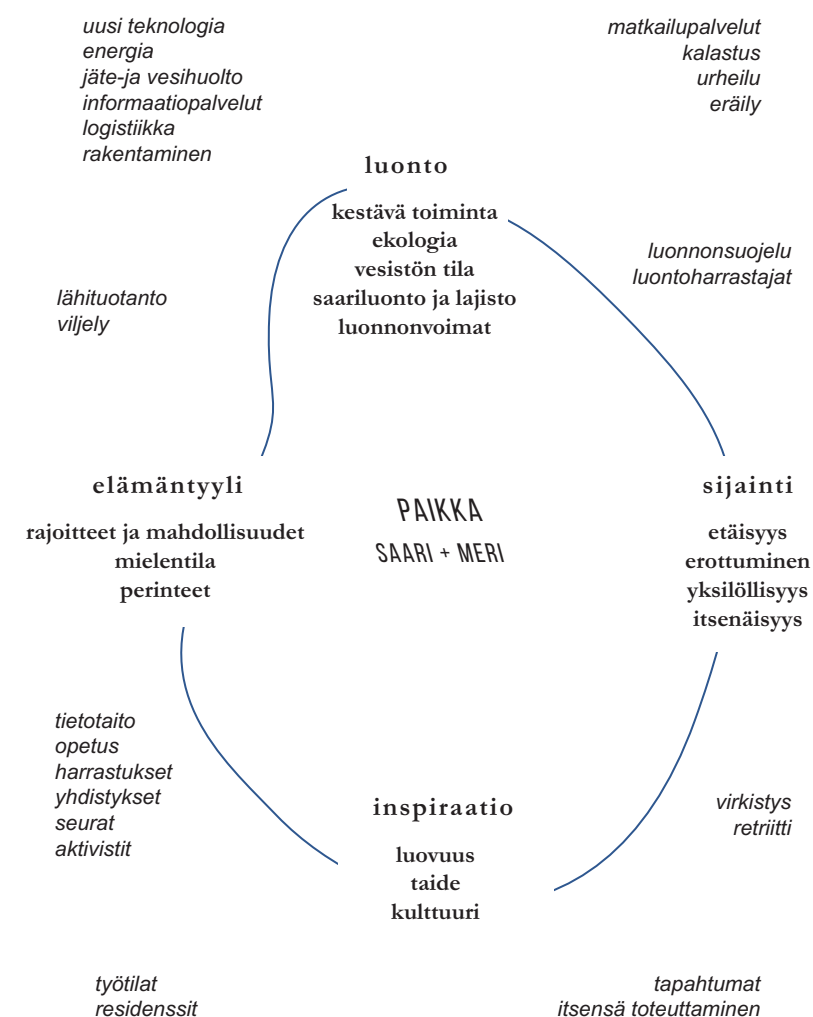 uusi teknologia
energia
jäte-ja vesihuolto
informaatiopalvelut
logistiikka
rakentaminen
matkailupalvelut
kalastus
urheilu
eräily
luonto
kestävä toiminta
ekologia
vesistön tila
saariluonto ja lajisto
luonnonvoimat
luonnonsuojelu
luontoharrastajat
lähituotanto
viljely
elämäntyyli
rajoitteet ja mahdollisuudet
mielentila
perinteet
PAIKKA
SAARI + MERI
sijainti
etäisyys
erottuminen
yksilöllisyys
itsenäisyys
tietotaito
opetus
harrastukset
yhdistykset
seurat
aktivistit
inspiraatio
luovuus
taide
kulttuuri
virkistys
retriitti
työtilat
residenssit
tapahtumat
itsensä toteuttaminen